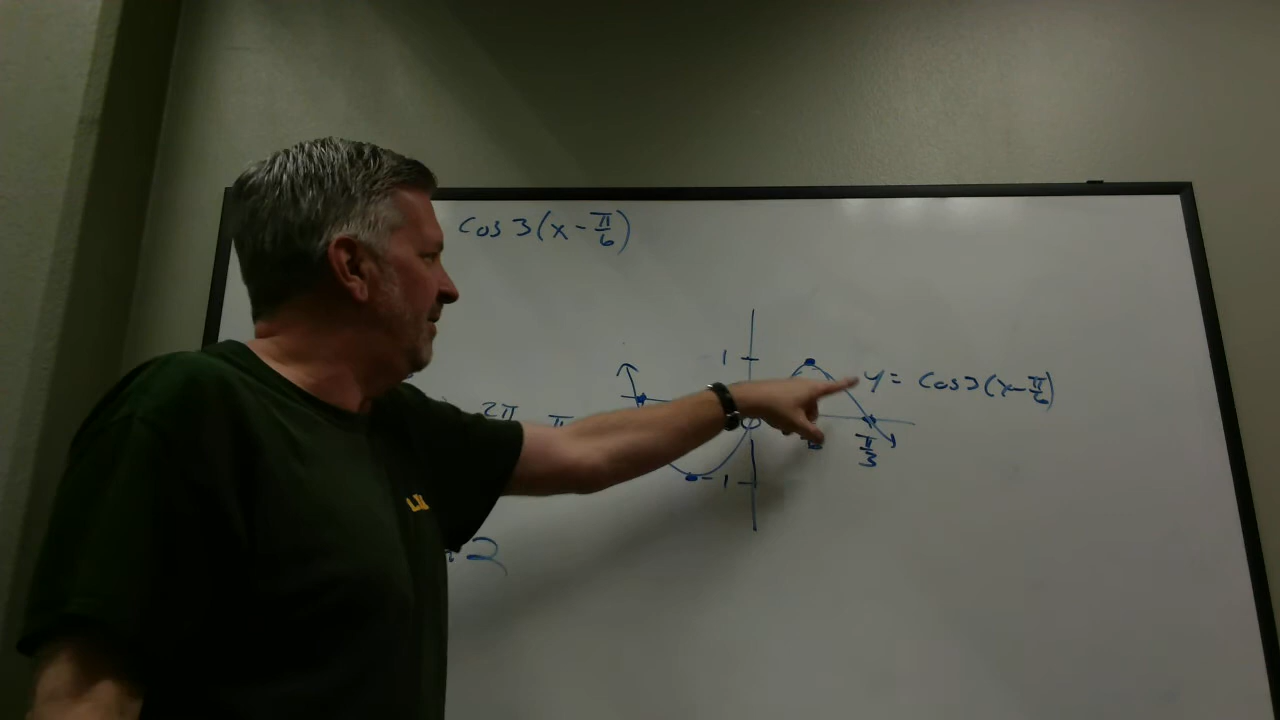 cos 3(x-π/6)
1
y = cos 3(x-π/6)
2π
-1
π/3
2